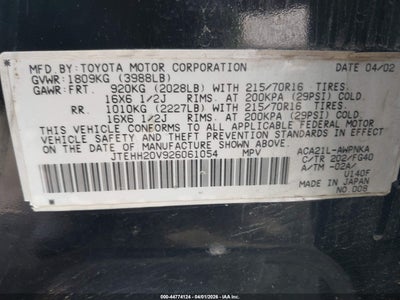 MFD. BY: TOYOTA MOTOR CORPORATION DATE 04/02
GVWR: 1809KG (3988LB)
GAWR: FRT. 920KG (2028LB) WITH 215/70R16 TIRES.
16X6 1/2J RIMS. AT 200KPA (29PSI) COLD.
RR. 1010KG (2227LB) WITH 215/70R16 TIRES.
16X6 1/2J RIMS. AT 200KPA (29PSI) COLD.
THIS VEHICLE CONFORMS TO ALL APPLICABLE FEDERAL MOTOR
VEHICLE SAFETY STANDARDS IN EFFECT ON THE DATE
OF MANUFACTURE SHOWN ABOVE.
JTEHH20V926061054 MPV ACA21L-AWPNKA
C/TR 202/FG40
A/TM -02A/
U140F
MADE IN JAPAN
NO. 008
000-44774124 - 04/01/2026 - IAA, Inc.